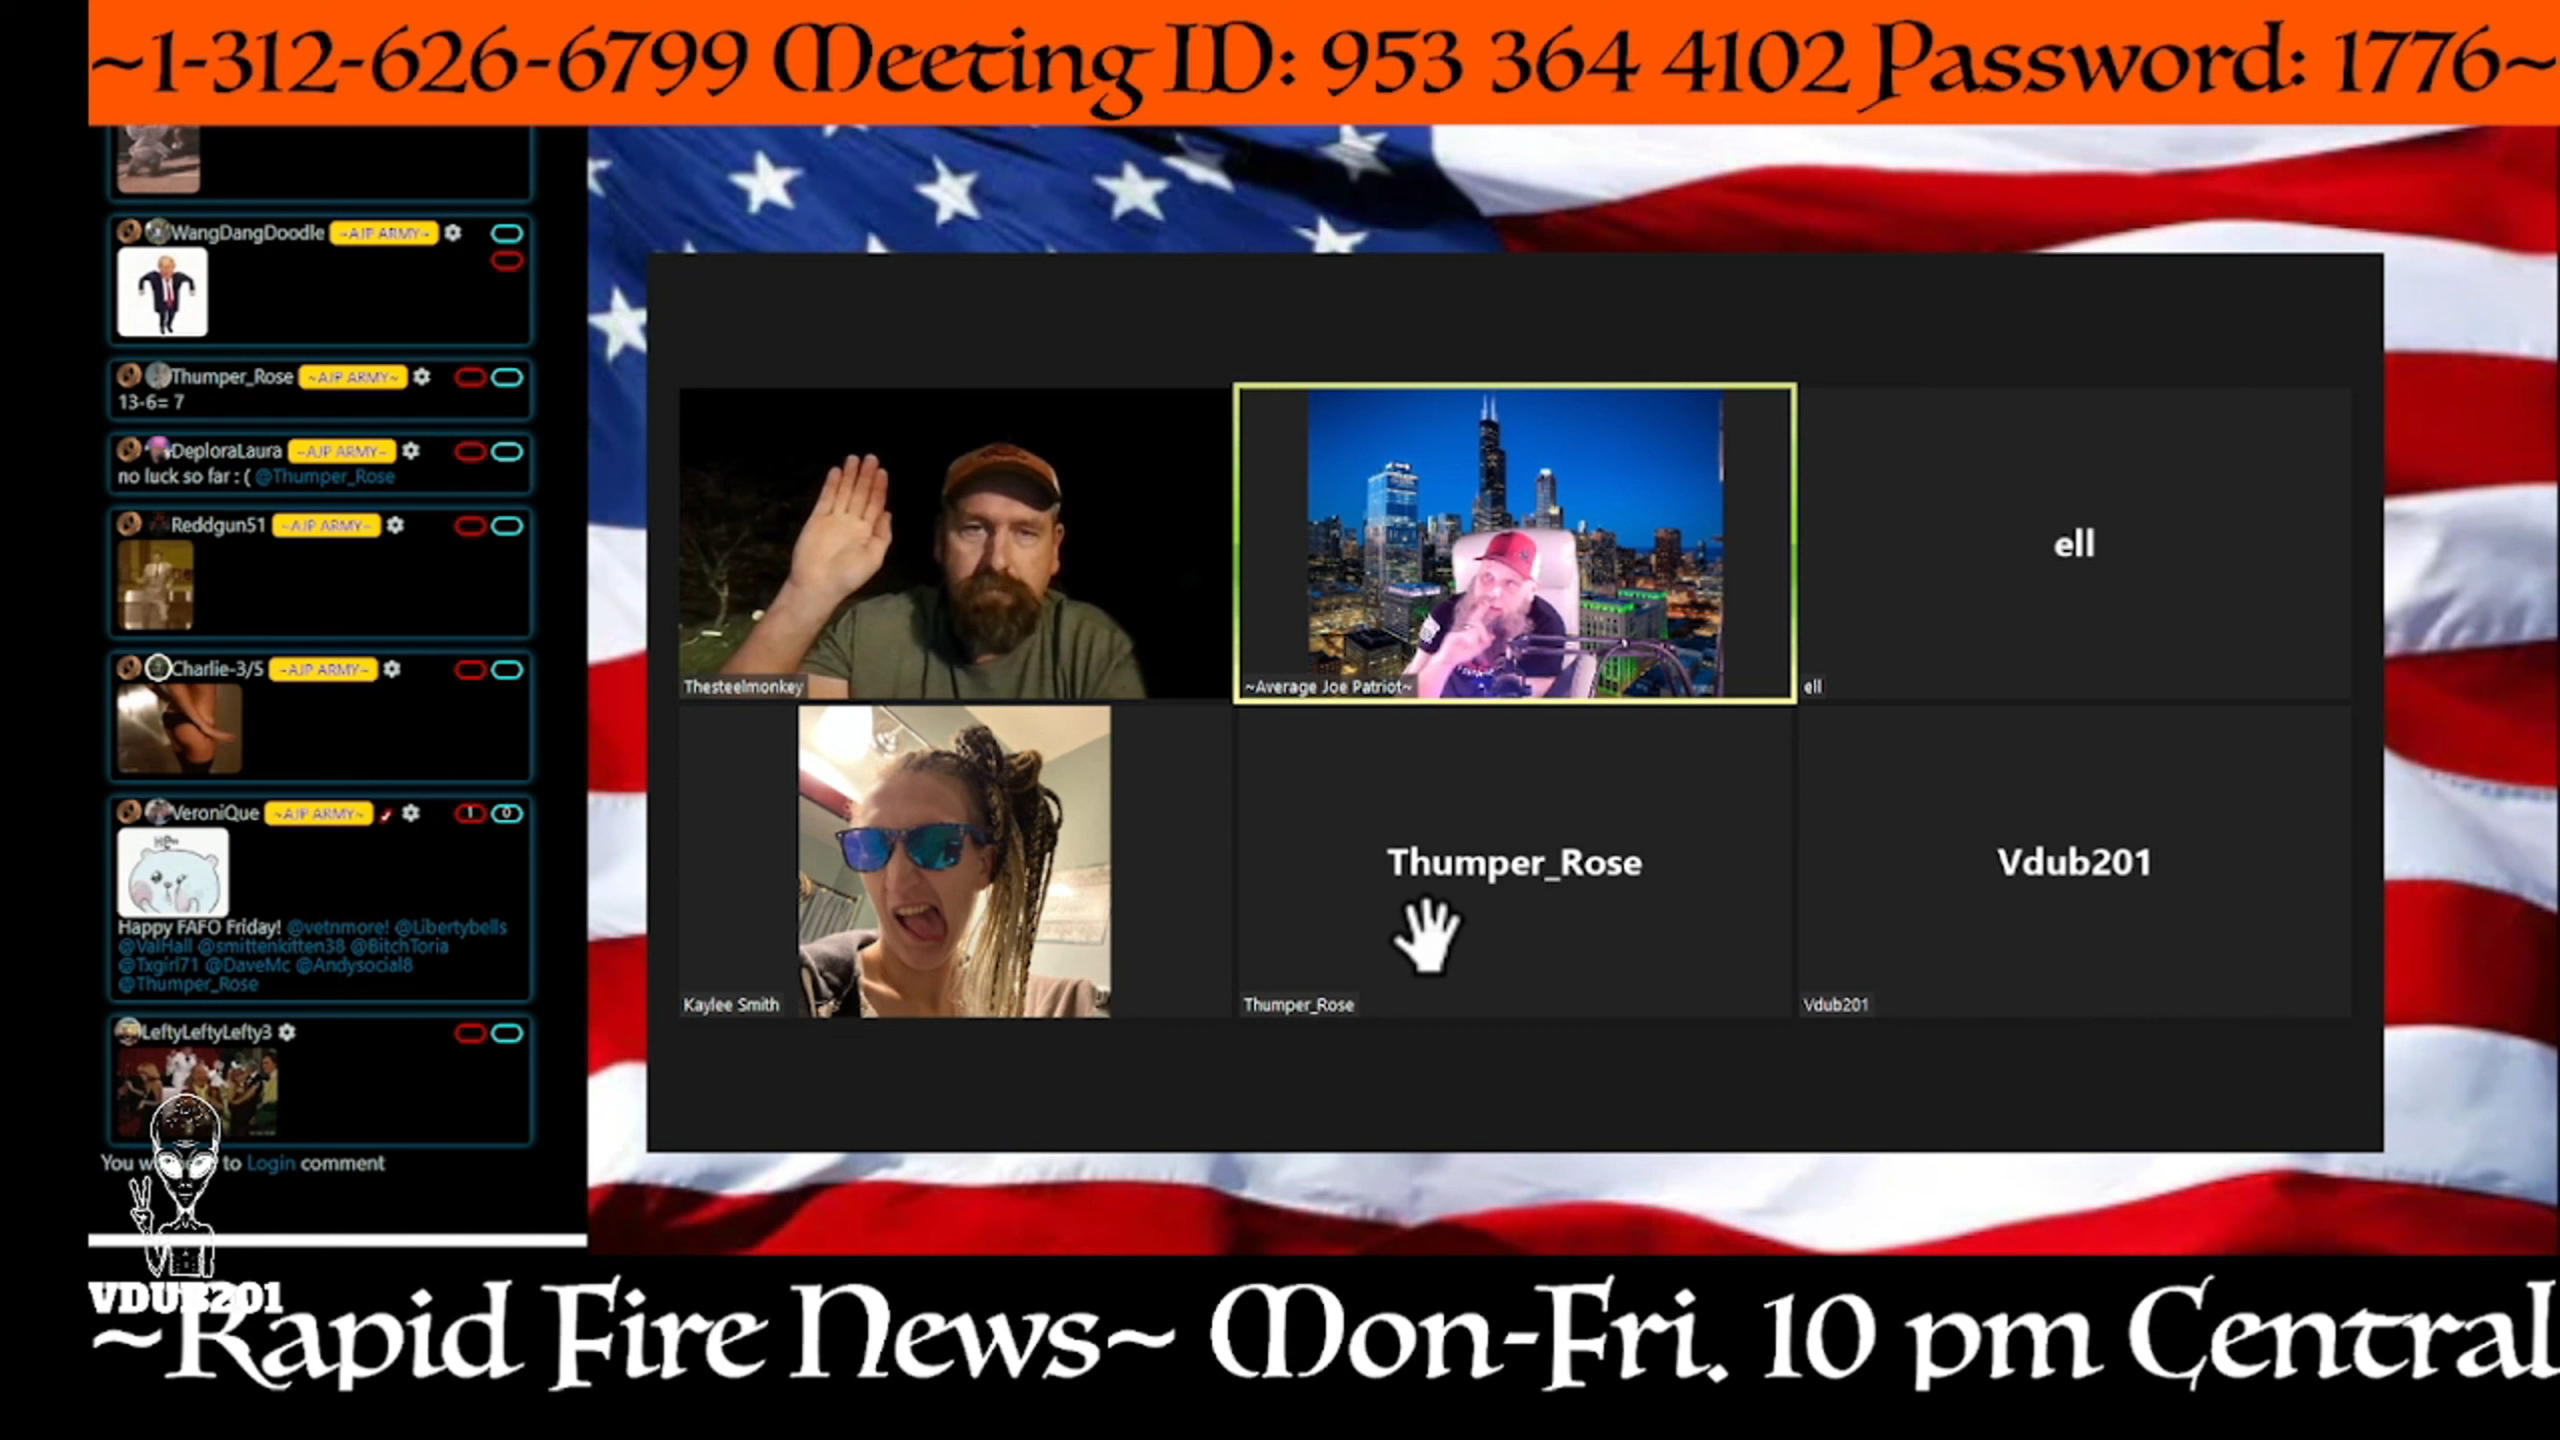 ~1-312-626-6799 Meeting ID: 953 364 4102 Password: 1776~
WangDangDoodle ~AJP ARMY~
Thumper_Rose ~AJP ARMY~
13-6= 7
DeploraLaura ~AJP ARMY~
no luck so far : ( @Thumper_Rose
Reddgun51 ~AJP ARMY~
Charlie-3/5 ~AJP ARMY~
VeroniQue ~AJP ARMY~ 1 0
Happy FAFO Friday! @vetnmore! @Libertybells
@ValHall @smittenkitten38 @BitchToria
@Txgirl71 @DaveMc @Andysocial8
@Thumper_Rose
LeftyLeftyLefty3
You to Login comment
Thesteelmonkey
~Average Joe Patriot~
ell
ell
Kaylee Smith
Thumper_Rose
Thumper_Rose
Vdub201
Vdub201
VDUB201
~Rapid Fire News~ Mon-Fri. 10 pm Central